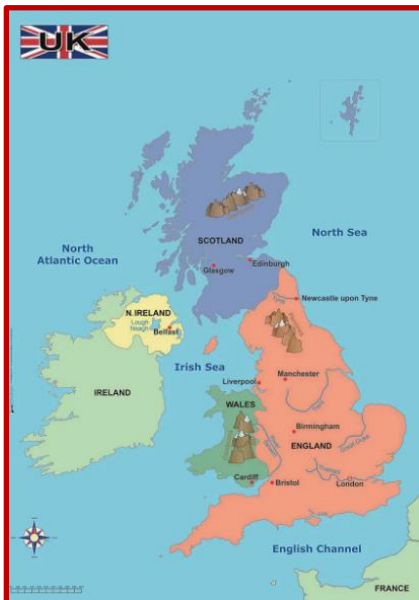 UK
North
Atlantic Ocean
North Sea
SCOTLAND
Edinburgh
Glasgow
Newcastle upon Tyne
Tyne
N. IRELAND
Lough
Neagh
Belfast
Irish Sea
IRELAND
Liverpool
Manchester
WALES
Birmingham
ENGLAND
Cardiff
Bristol
London
English Channel
FRANCE